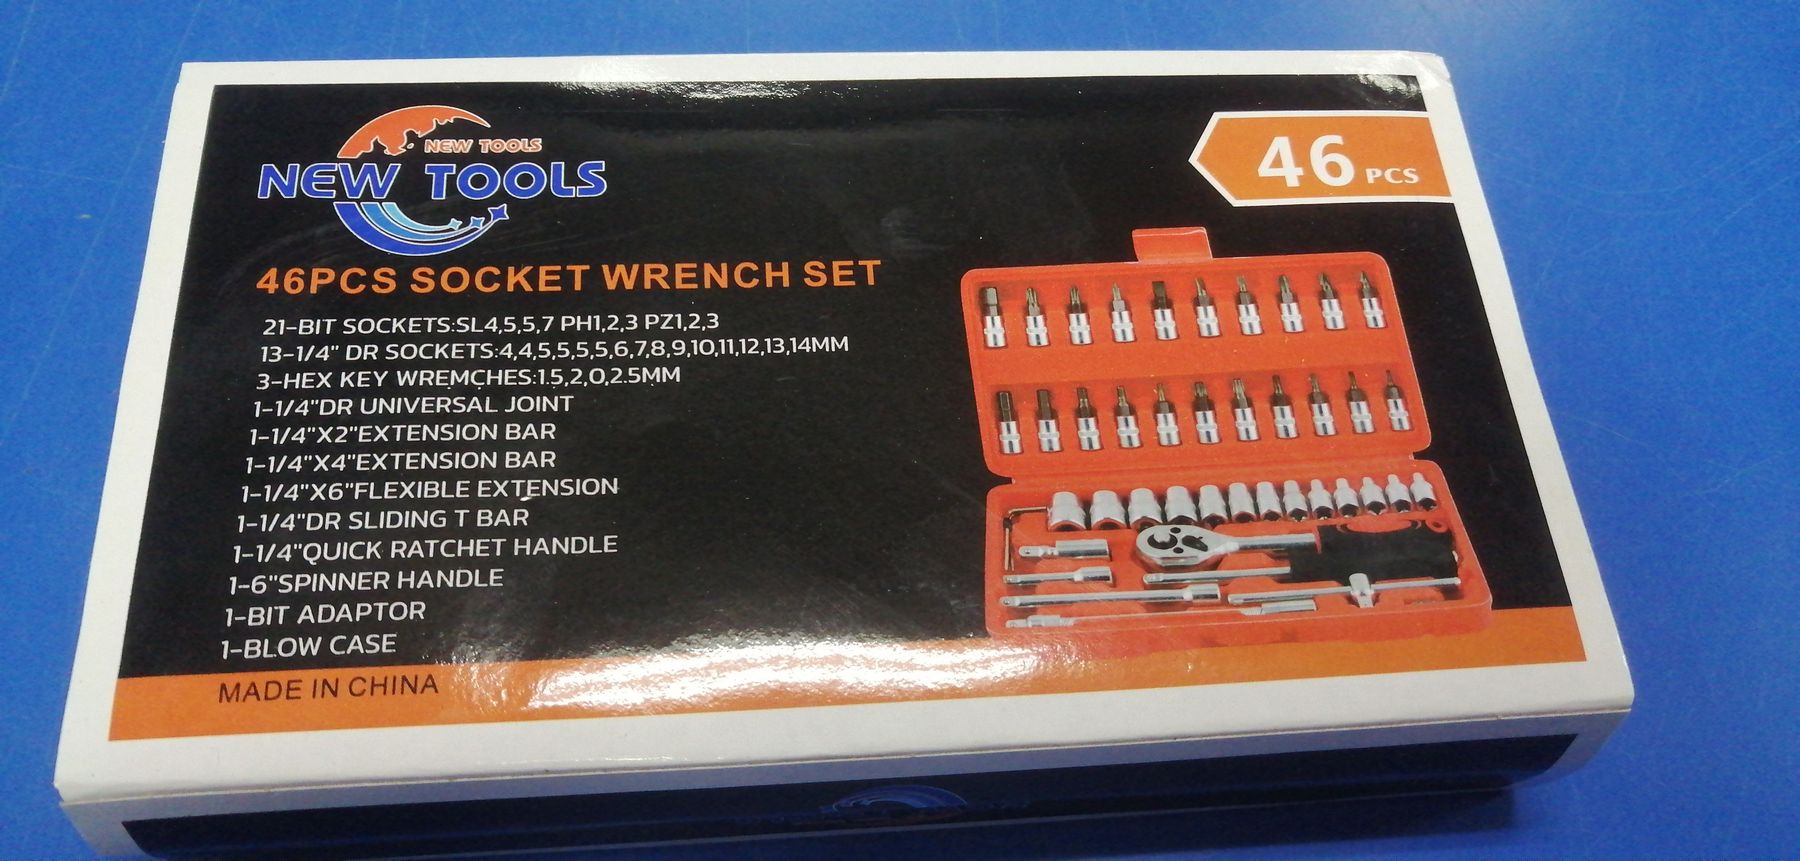 NEW TOOLS
NEW TOOLS
46 PCS
46PCS SOCKET WRENCH SET
21-BIT SOCKETS:SL4,5,5,7 PH1,2,3 PZ1,2,3
13-1/4" DR SOCKETS:4,4,5,5,5,5,6,7,8,9,10,11,12,13,14MM
3-HEX KEY WREMCHES:1.5,2,0,2.5MM
1-1/4"DR UNIVERSAL JOINT
1-1/4"X2"EXTENSION BAR
1-1/4"X4"EXTENSION BAR
1-1/4"X6"FLEXIBLE EXTENSION
1-1/4"DR SLIDING T BAR
1-1/4"QUICK RATCHET HANDLE
1-6"SPINNER HANDLE
1-BIT ADAPTOR
1-BLOW CASE
MADE IN CHINA